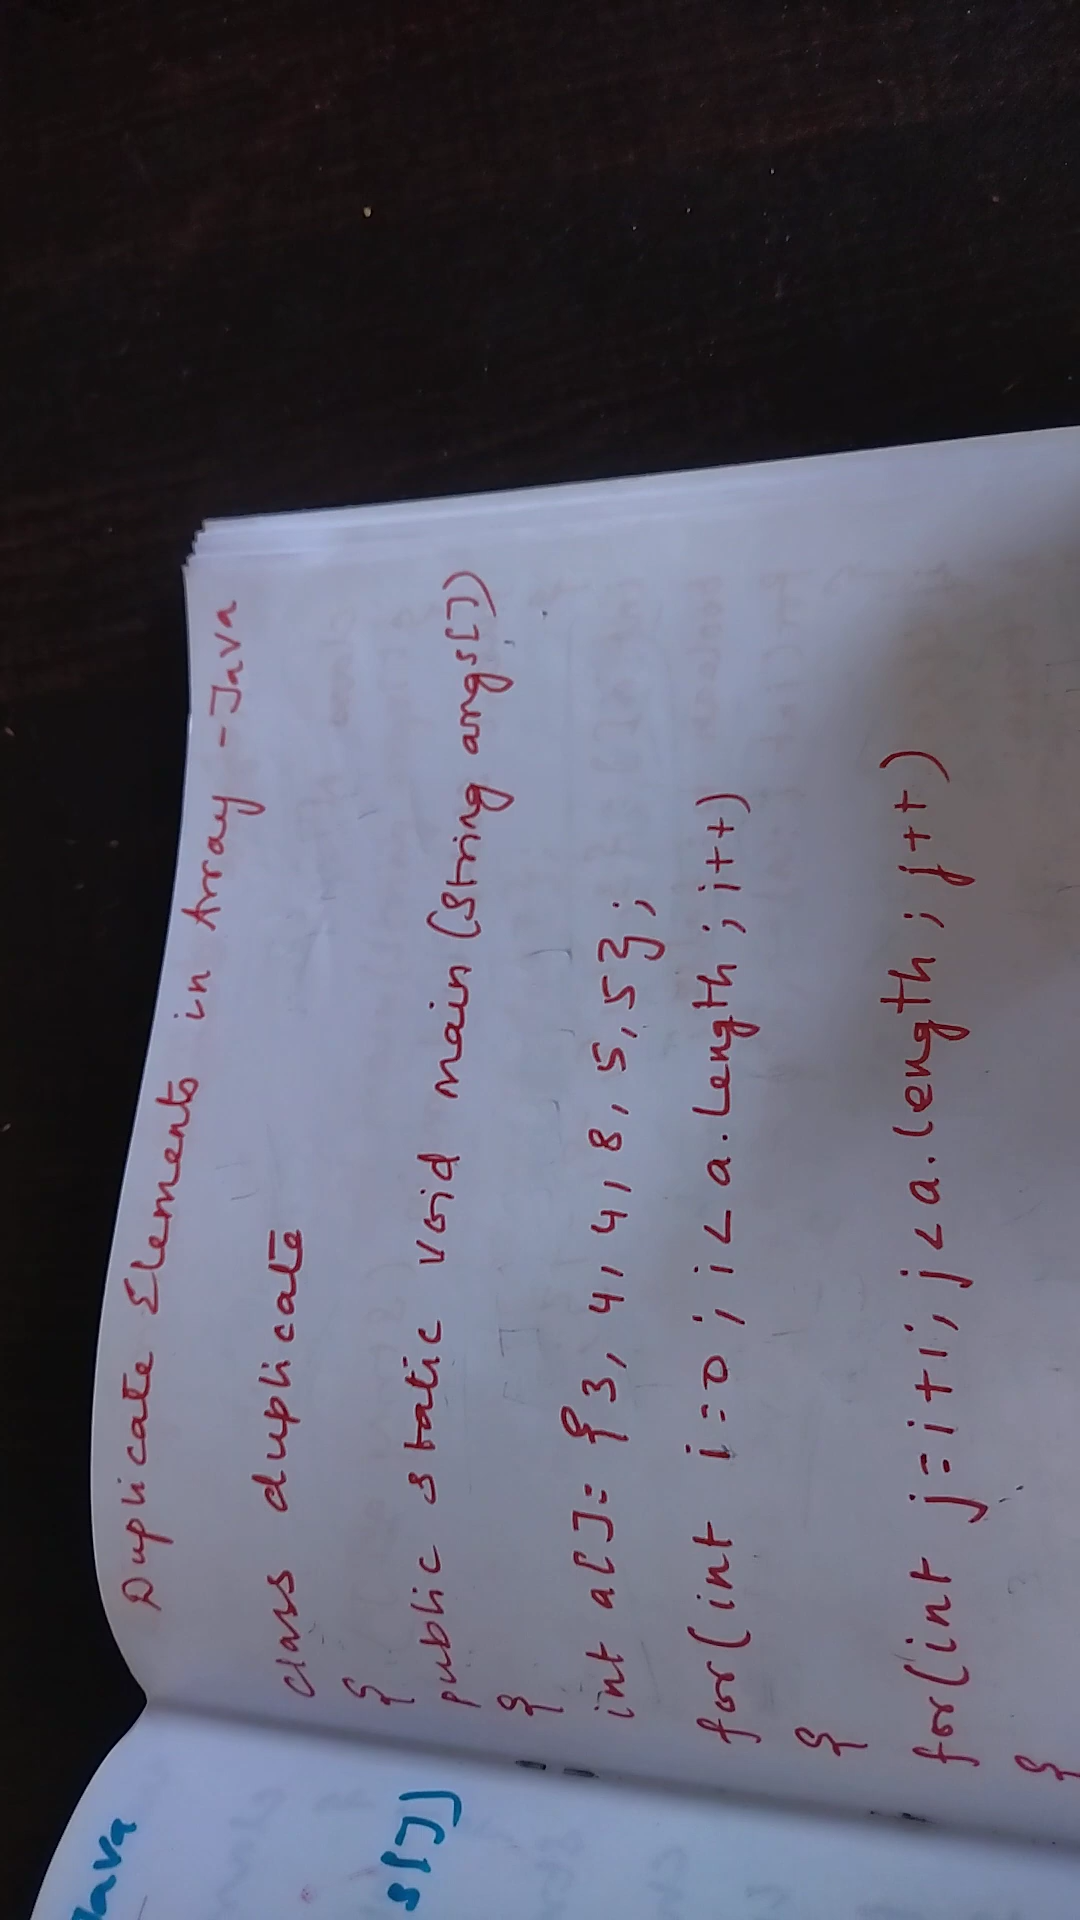 Duplicate Elements in Array - Java
class duplicate
{
public static void main(String args[])
{
int a[]= {3,4,4,8,5,5};
for(int i=0;i<a.length;i++)
{
for(int j=i+1;j<a.length;j++)
{
Java
s[])